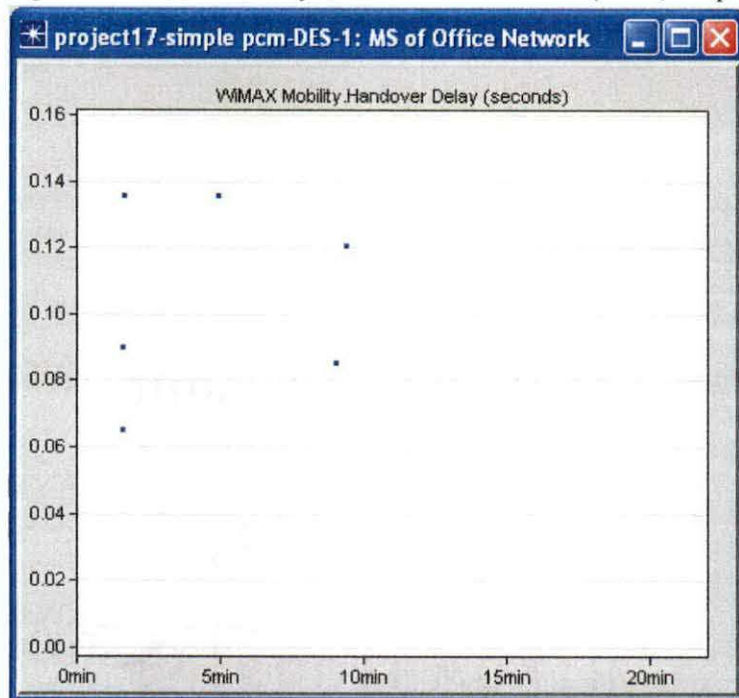 project17-simple pcm-DES-1: MS of Office Network
WiMAX Mobility.Handover Delay (seconds)
0.16
0.14
0.12
0.10
0.08
0.06
0.04
0.02
0.00
0min
5min
10min
15min
20min